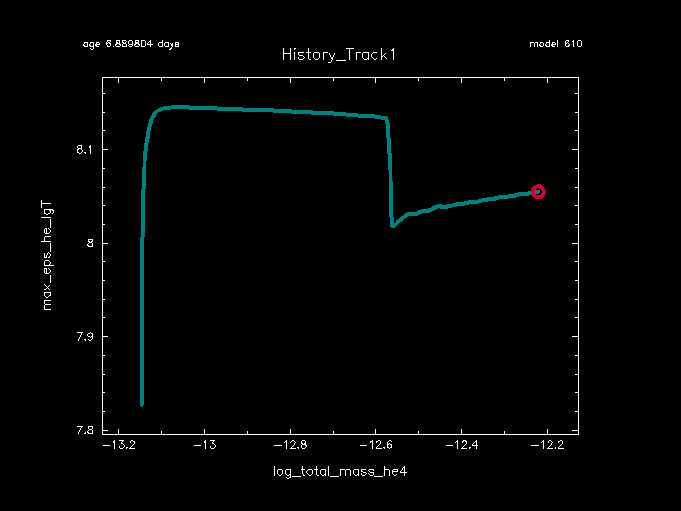 age 6.889804 days
model 610
History_Track1
8.1
8
7.9
7.8
max_eps_he_lgT
-13.2 -13 -12.8 -12.6 -12.4 -12.2
log_total_mass_he4